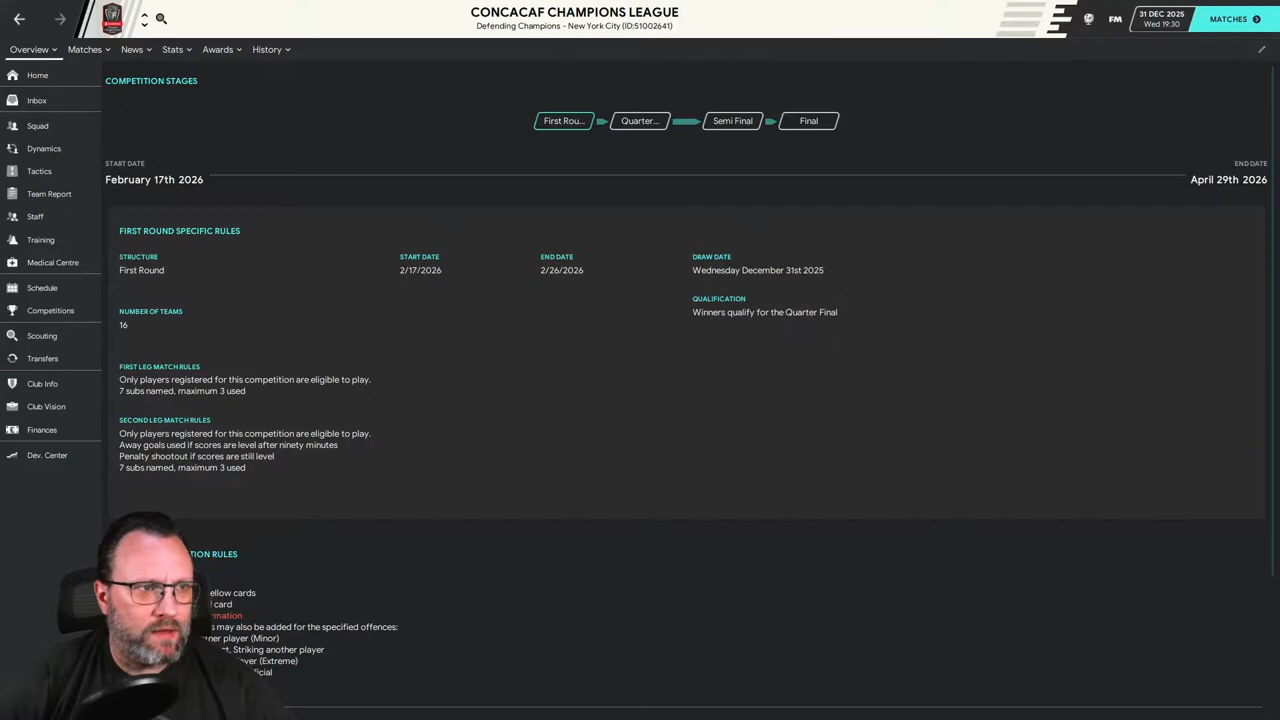 CONCACAF CHAMPIONS LEAGUE
Defending Champions - New York City (ID:51002641)
FM
31 DEC 2025
Wed 19:30
MATCHES
Overview
Matches
News
Stats
Awards
History
Home
Inbox
Squad
Dynamics
Tactics
Team Report
Staff
Training
Medical Centre
Schedule
Competitions
Scouting
Transfers
Club Info
Club Vision
Finances
Dev. Center
COMPETITION STAGES
First Rou...
Quarter...
Semi Final
Final
START DATE
February 17th 2026
END DATE
April 29th 2026
FIRST ROUND SPECIFIC RULES
STRUCTURE
First Round
START DATE
2/17/2026
END DATE
2/26/2026
DRAW DATE
Wednesday December 31st 2025
QUALIFICATION
Winners qualify for the Quarter Final
NUMBER OF TEAMS
16
FIRST LEG MATCH RULES
Only players registered for this competition are eligible to play.
7 subs named, maximum 3 used
SECOND LEG MATCH RULES
Only players registered for this competition are eligible to play.
Away goals used if scores are level after ninety minutes
Penalty shootout if scores are still level
7 subs named, maximum 3 used
RULES
cards
card
may also be added for the specified offences:
player (Minor)
Striking another player
(Extreme)